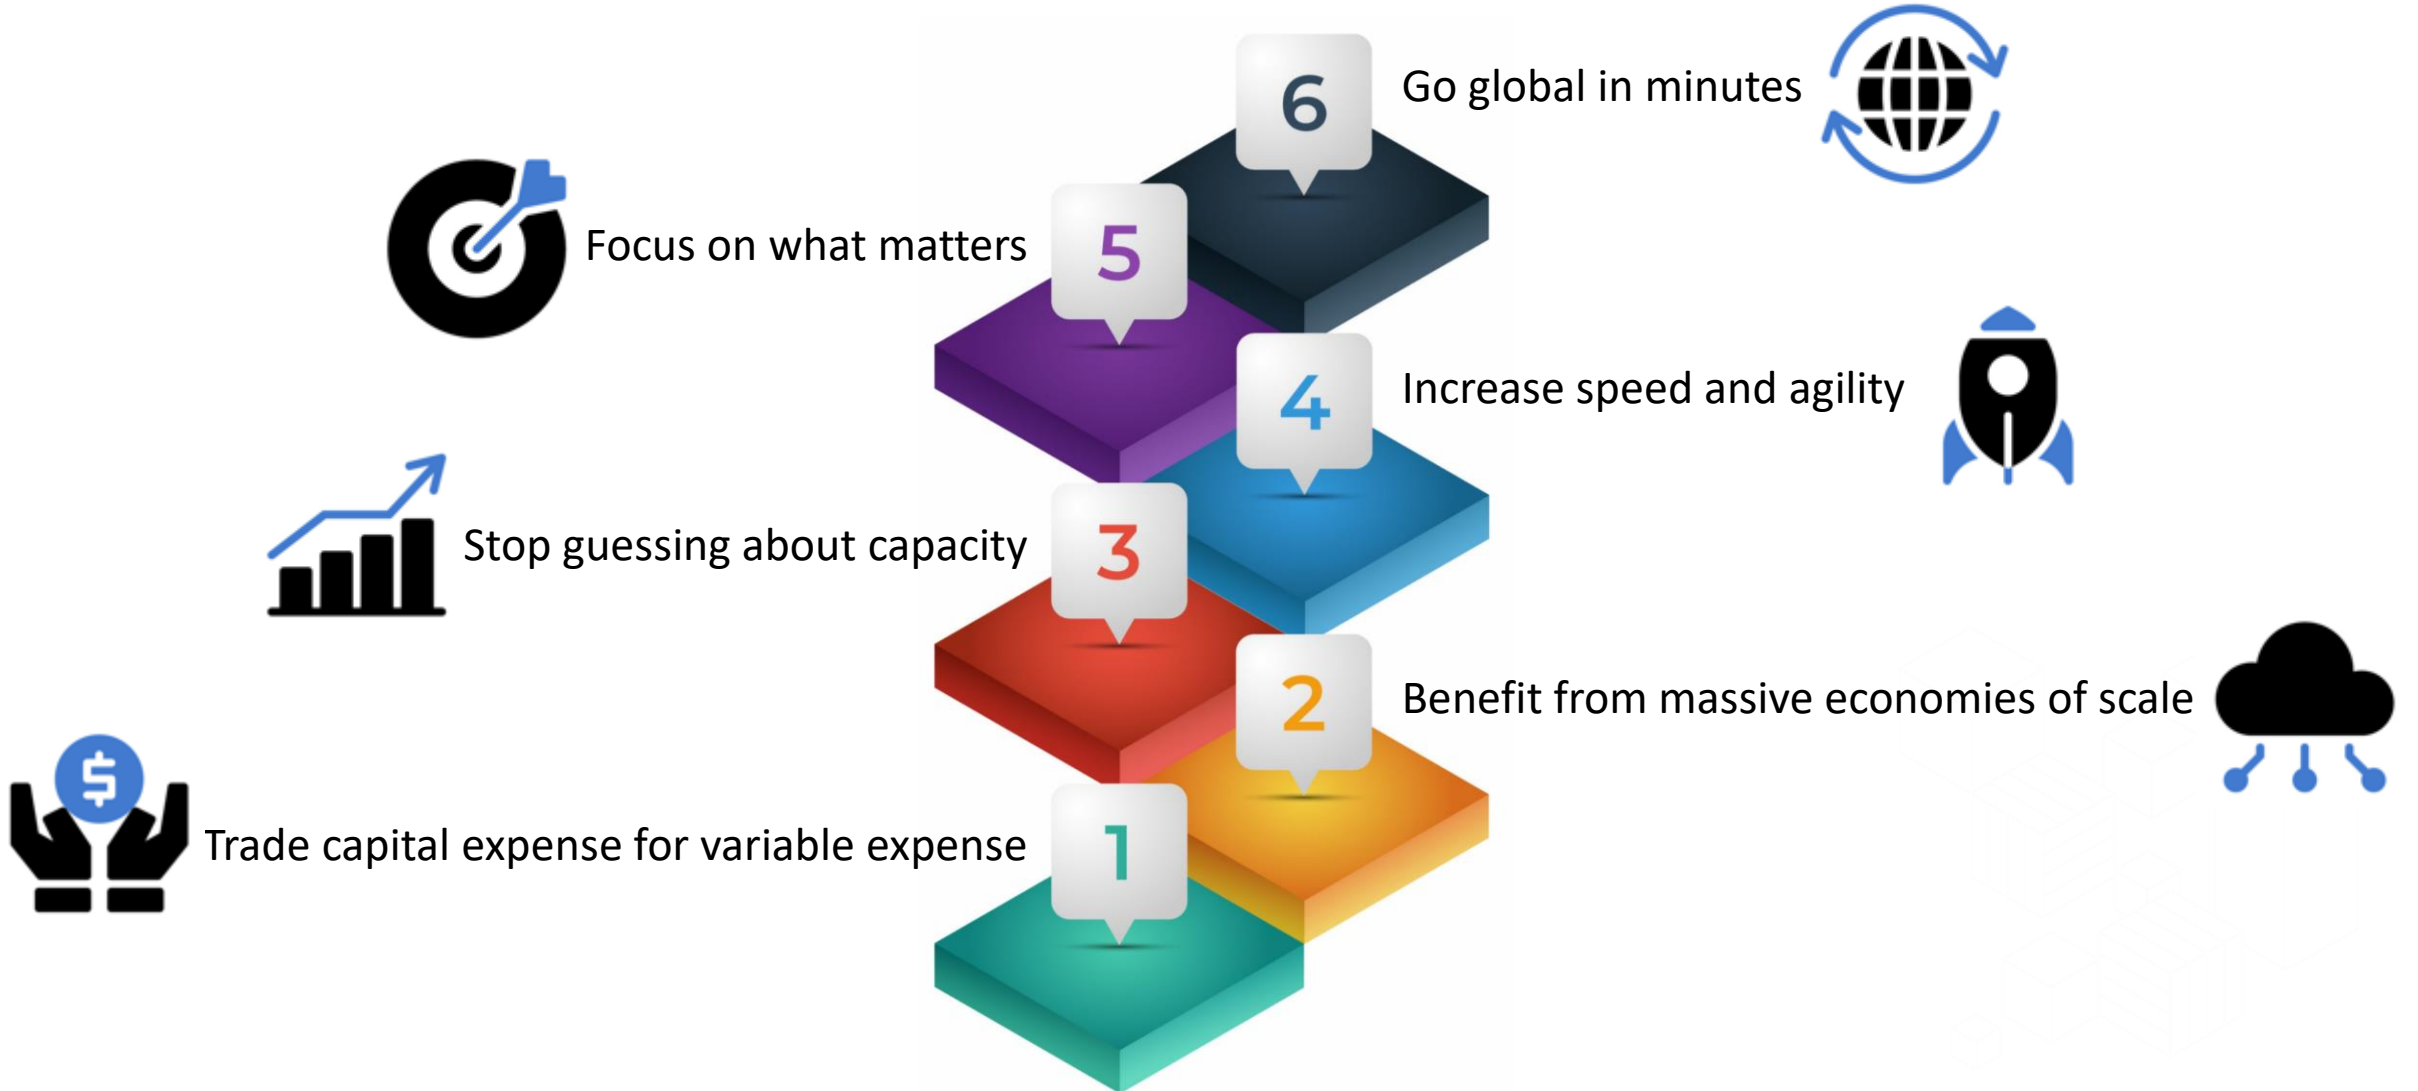 6
Go global in minutes
Focus on what matters
5
4
Increase speed and agility
Stop guessing about capacity
3
2
Benefit from massive economies of scale
$
Trade capital expense for variable expense
1